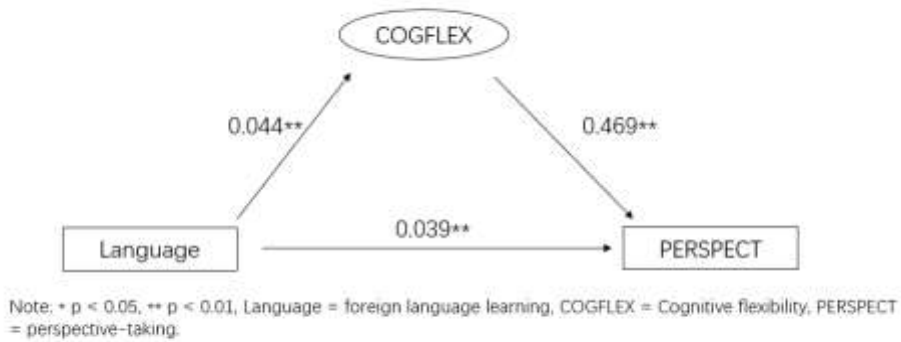 COGFLEX
0.044**
0.469**
0.039**
Language
PERSPECT
Note: * p < 0.05, ** p < 0.01, Language = foreign language learning, COGFLEX = Cognitive flexibility, PERSPECT
= perspective-taking.